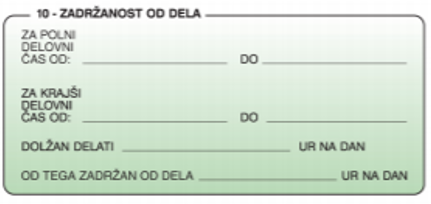 10 - ZADRŽANOST OD DELA
ZA POLNI
DELOVNI
ČAS OD: DO
ZA KRAJŠI
DELOVNI
ČAS OD: DO
DOLŽAN DELATI UR NA DAN
OD TEGA ZADRŽAN OD DELA UR NA DAN